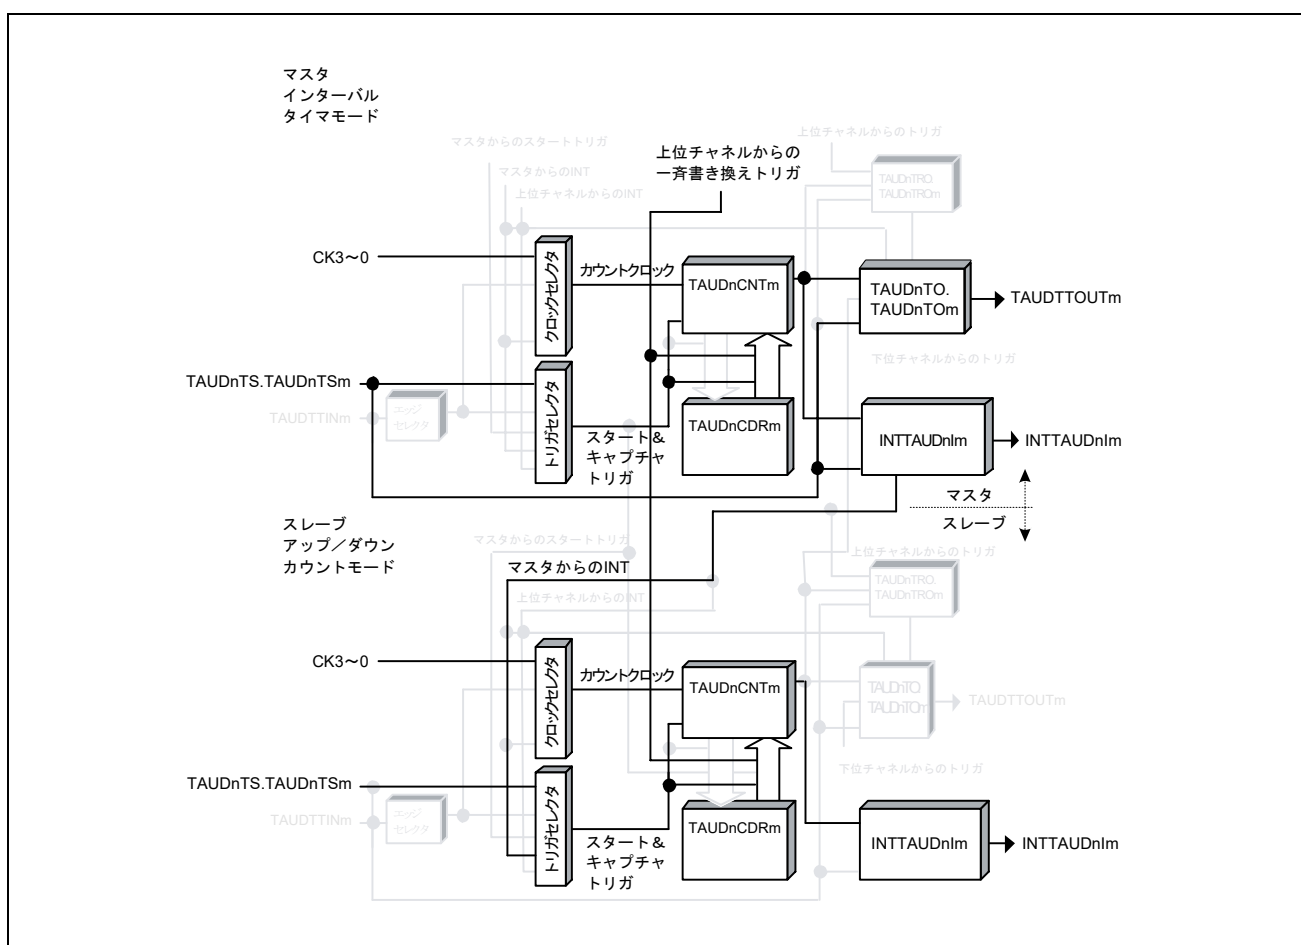 マスタ
インターバル
タイマモード
マスタからのスタートトリガ
マスタからのINT
上位チャネルからのINT
上位チャネルからの
一斉書き換えトリガ
上位チャネルからのトリガ
TAUDnTRO.
TAUDnTROm
CK3～0
クロックセレクタ
カウントクロック
TAUDnCNTm
TAUDnTO.
TAUDnTOm
TAUDTTOUTm
下位チャネルからのトリガ
TAUDnTS.TAUDnTSm
TAUDTTINm
エッジ
セレクタ
トリガセレクタ
スタート＆
キャプチャ
トリガ
TAUDnCDRm
INTTAUDnIm
INTTAUDnIm
マスタ
スレーブ
スレーブ
アップ／ダウン
カウントモード
マスタからのスタートトリガ
マスタからのINT
上位チャネルからのINT
上位チャネルからのトリガ
TAUDnTRO.
TAUDnTROm
CK3～0
クロックセレクタ
カウントクロック
TAUDnCNTm
TAUDnTO.
TAUDnTOm
TAUDTTOUTm
下位チャネルからのトリガ
TAUDnTS.TAUDnTSm
TAUDTTINm
エッジ
セレクタ
トリガセレクタ
スタート＆
キャプチャ
トリガ
TAUDnCDRm
INTTAUDnIm
INTTAUDnIm